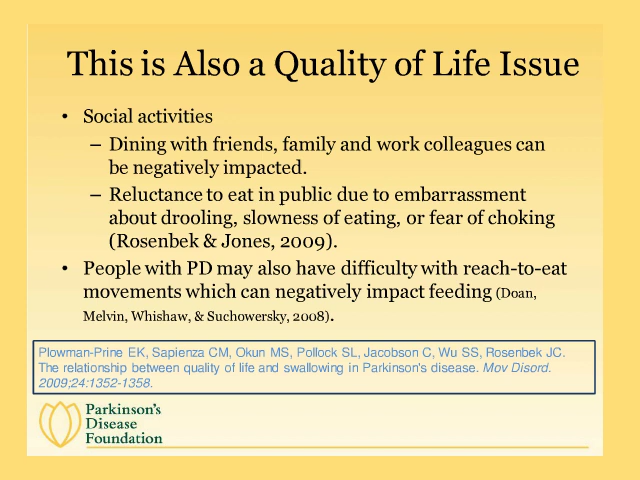 This is Also a Quality of Life Issue
• Social activities
– Dining with friends, family and work colleagues can
be negatively impacted.
– Reluctance to eat in public due to embarrassment
about drooling, slowness of eating, or fear of choking
(Rosenbek & Jones, 2009).
• People with PD may also have difficulty with reach-to-eat
movements which can negatively impact feeding (Doan,
Melvin, Whishaw, & Suchowersky, 2008).
Plowman-Prine EK, Sapienza CM, Okun MS, Pollock SL, Jacobson C, Wu SS, Rosenbek JC.
The relationship between quality of life and swallowing in Parkinson's disease. Mov Disord.
2009;24:1352-1358.
Parkinson's
Disease
Foundation